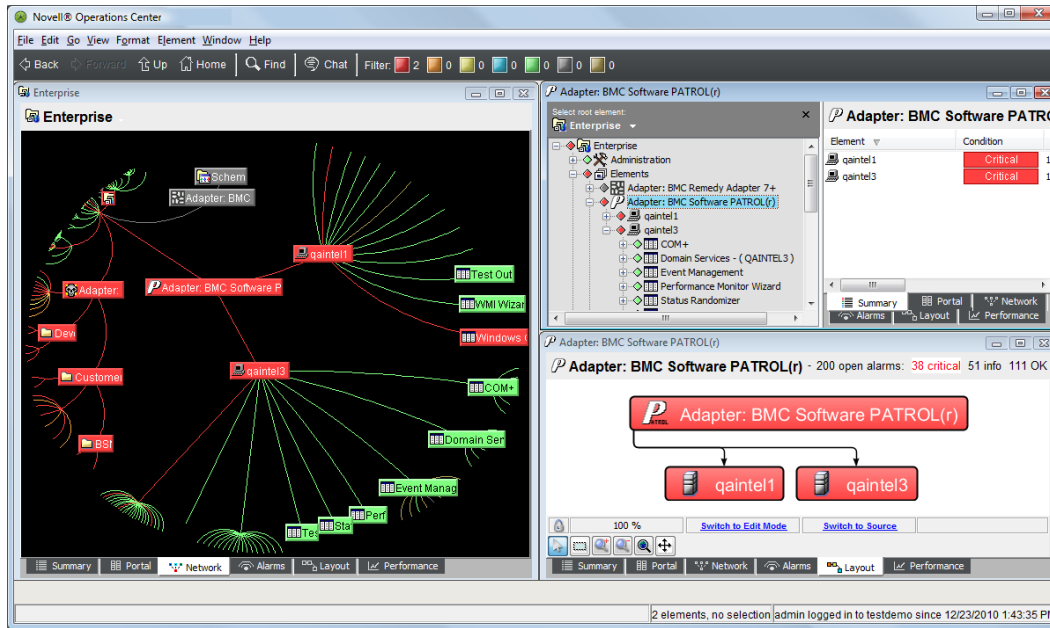 Novell® Operations Center
File Edit Go View Format Element Window Help
Back Forward Up Home Find Chat Filter: 2 0 0 0 0 0 0
Enterprise
Enterprise
Schem
Adapter: BMC
qaintel1
Adapter:
Adapter: BMC Software P
Test Out
WMI Wizar
Devi
Windows
qaintel3
Customer
COM+
BSM
Domain Ser
Event Manag
Perf
Sta
Tes
Summary Portal Network Alarms Layout Performance
Adapter: BMC Software PATROL(r)
Select root element:
Enterprise
Enterprise
Administration
Elements
Adapter: BMC Remedy Adapter 7+
Adapter: BMC Software PATROL(r)
qaintel1
qaintel3
COM+
Domain Services - ( QAINTEL3 )
Event Management
Performance Monitor Wizard
Status Randomizer
Adapter: BMC Software PATRO
Element Condition
qaintel1 Critical 1
qaintel3 Critical 1
Summary Portal Network
Alarms Layout Performance
Adapter: BMC Software PATROL(r)
Adapter: BMC Software PATROL(r) - 200 open alarms: 38 critical 51 info 111 OK
PATROL Adapter: BMC Software PATROL(r)
qaintel1 qaintel3
100 % Switch to Edit Mode Switch to Source
Summary Portal Network Alarms Layout Performance
2 elements, no selection admin logged in to testdemo since 12/23/2010 1:43:35 P